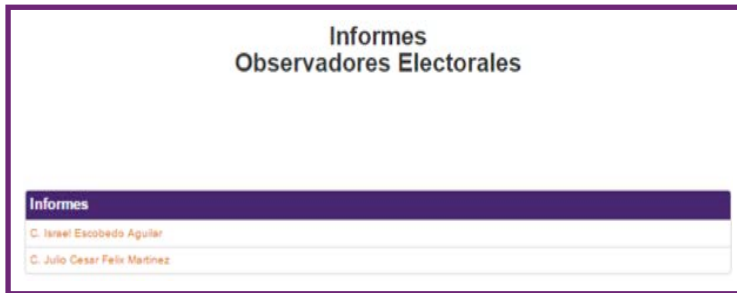 Informes
Observadores Electorales
Informes
C. Israel Escobedo Aguilar
C. Julio Cesar Felix Martinez